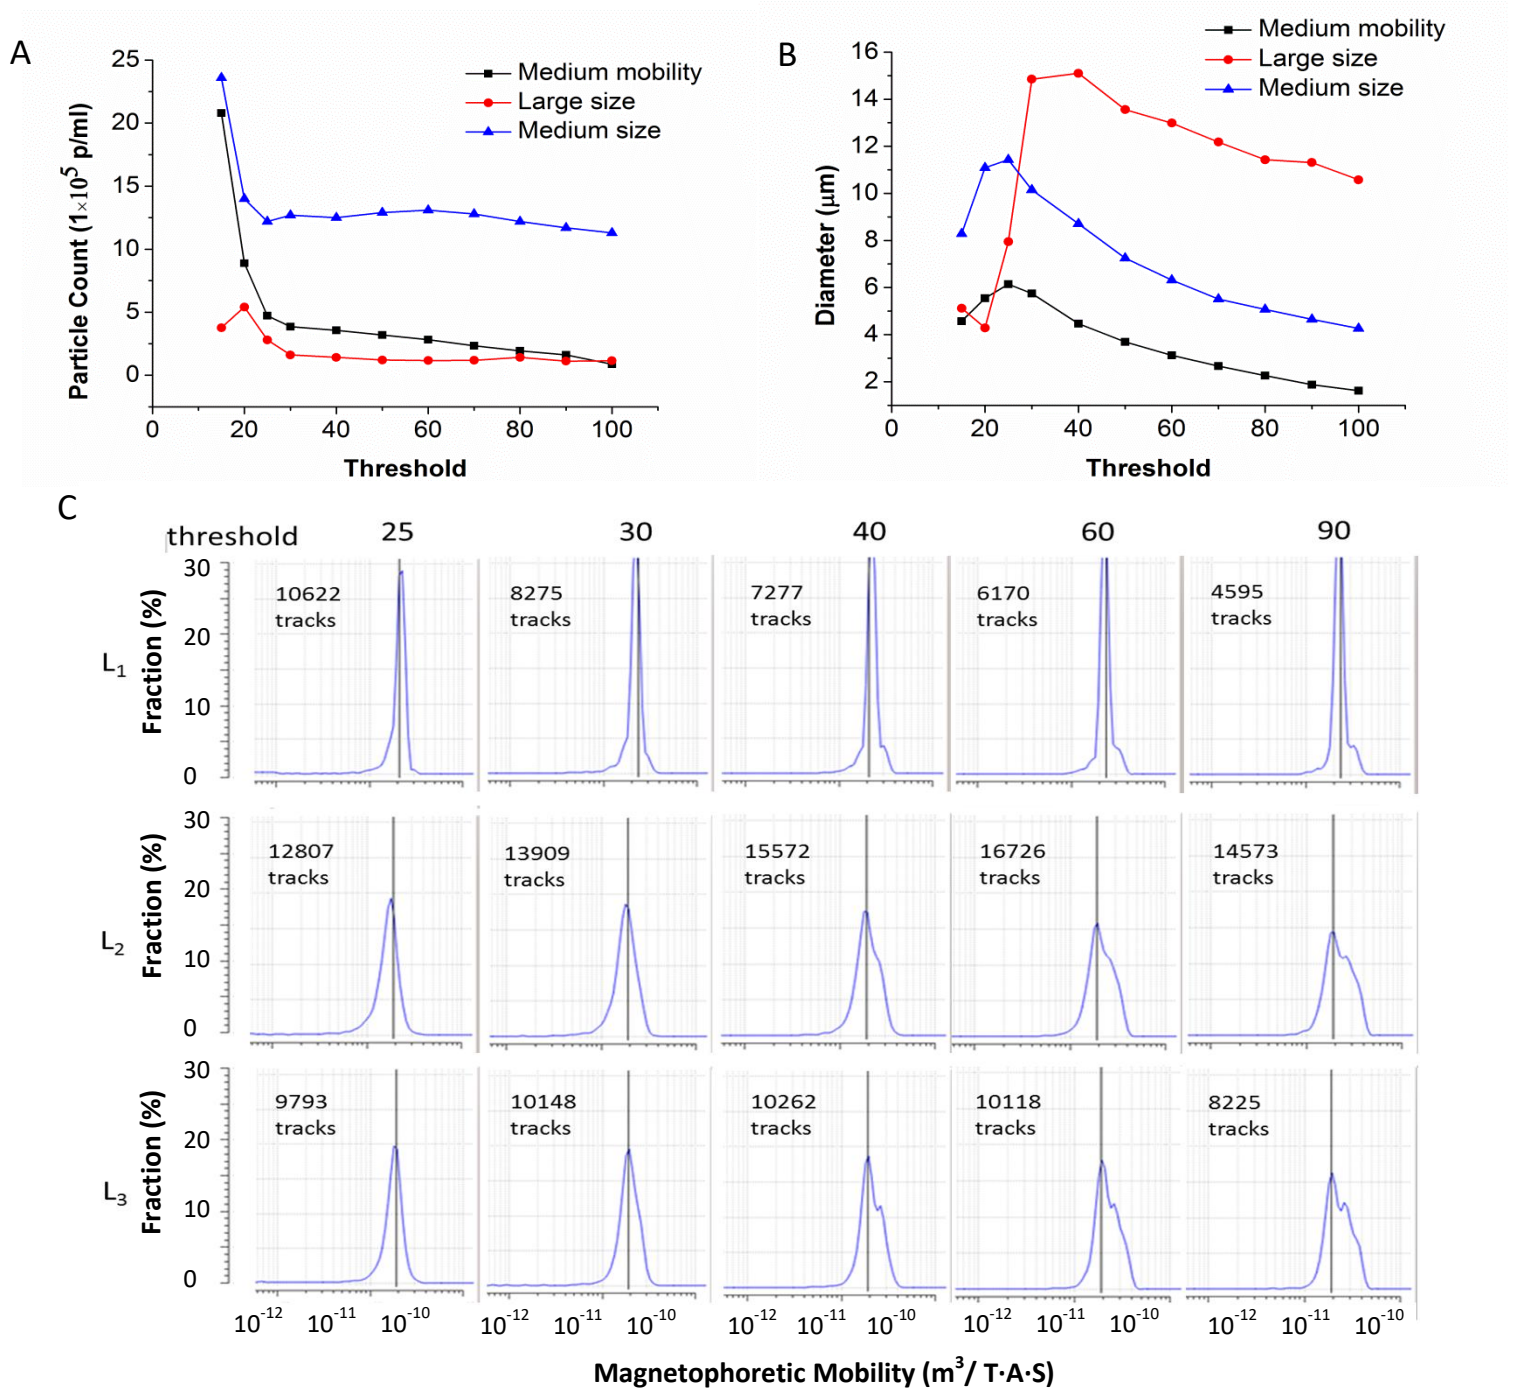 A
Medium mobility
Large size
Medium size
25
20
15
10
5
0
Particle Count (1×10⁵ p/ml)
0 20 40 60 80 100
Threshold
B
Medium mobility
Large size
Medium size
16
14
12
10
8
6
4
2
Diameter (μm)
0 20 40 60 80 100
Threshold
C
threshold 25 30 40 60 90
L₁
Fraction (%)
30
20
10
0
10622 tracks
8275 tracks
7277 tracks
6170 tracks
4595 tracks
L₂
Fraction (%)
30
20
10
0
12807 tracks
13909 tracks
15572 tracks
16726 tracks
14573 tracks
L₃
Fraction (%)
30
20
10
0
9793 tracks
10148 tracks
10262 tracks
10118 tracks
8225 tracks
10⁻¹² 10⁻¹¹ 10⁻¹⁰ 10⁻¹² 10⁻¹¹ 10⁻¹⁰ 10⁻¹² 10⁻¹¹ 10⁻¹⁰ 10⁻¹² 10⁻¹¹ 10⁻¹⁰ 10⁻¹² 10⁻¹¹ 10⁻¹⁰
Magnetophoretic Mobility (m³/ T·A·S)